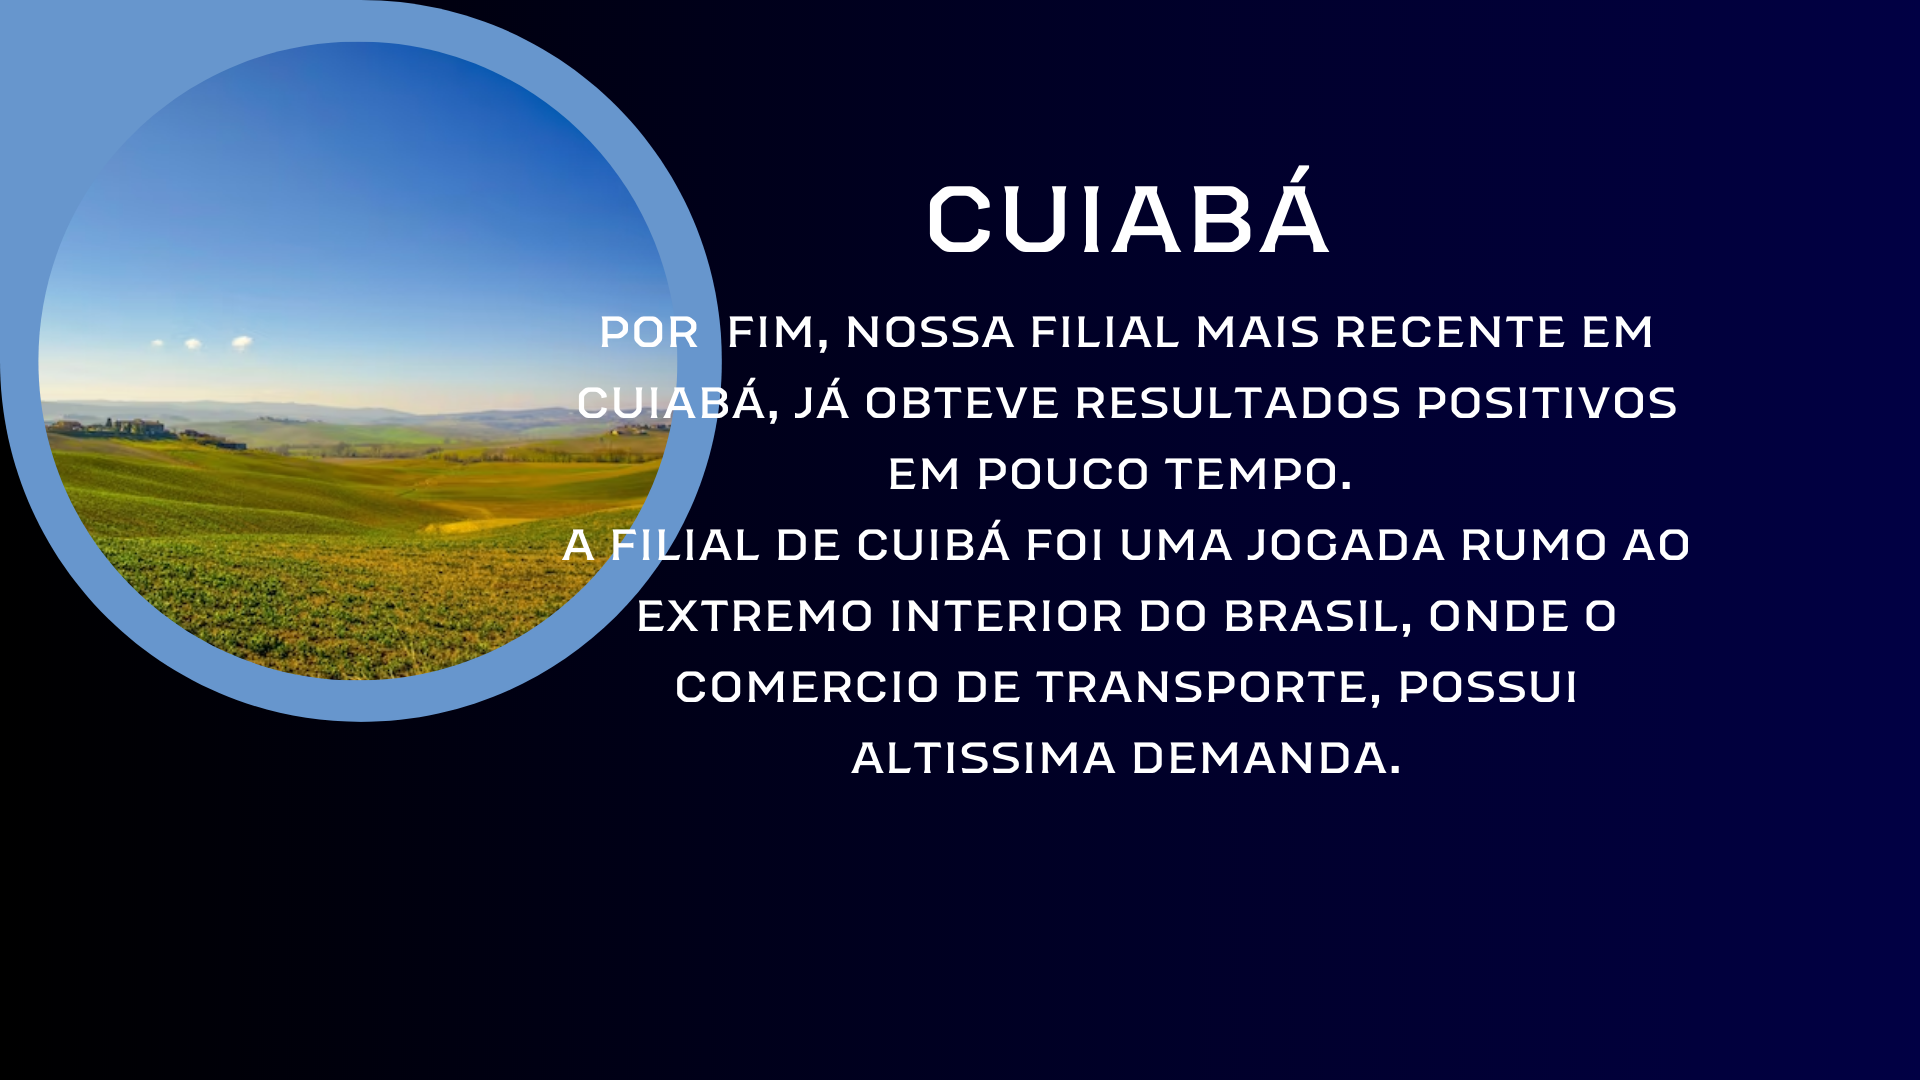 CUIABÁ
POR  FIM, NOSSA FILIAL MAIS RECENTE EM
CUIABÁ, JÁ OBTEVE RESULTADOS POSITIVOS
EM POUCO TEMPO.
A FILIAL DE CUIBÁ FOI UMA JOGADA RUMO AO
EXTREMO INTERIOR DO BRASIL, ONDE O
COMERCIO DE TRANSPORTE, POSSUI
ALTISSIMA DEMANDA.